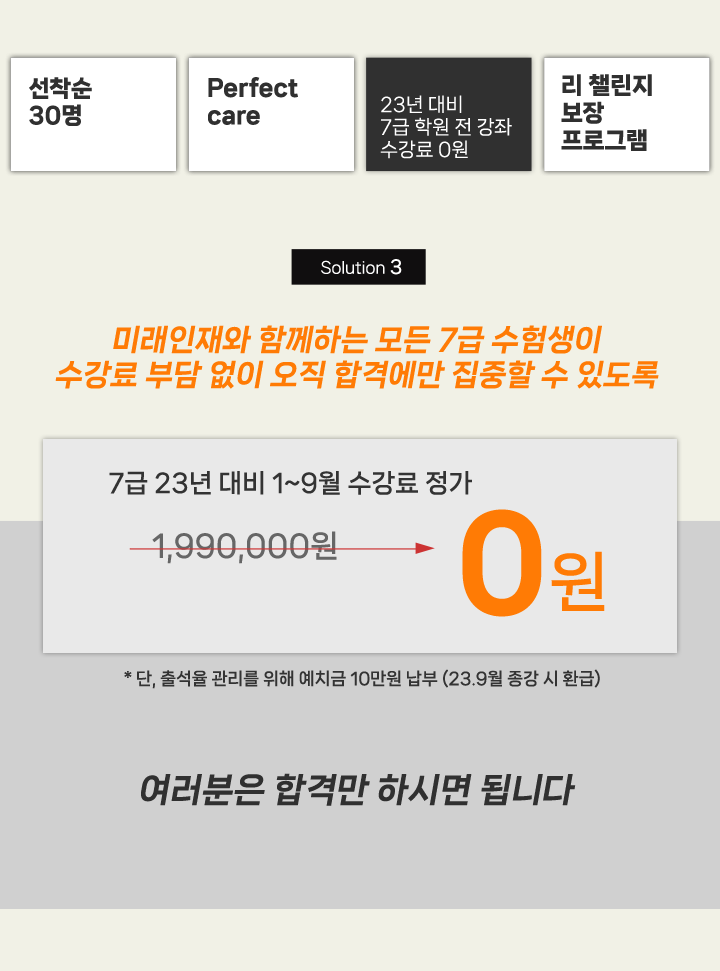 선착순
30명
Perfect
care
23년 대비
7급 학원 전 강좌
수강료 0원
리 챌린지
보장
프로그램
Solution 3
미래인재와 함께하는 모든 7급 수험생이
수강료 부담 없이 오직 합격에만 집중할 수 있도록
7급 23년 대비 1~9월 수강료 정가
1,990,000원
0원
* 단, 출석율 관리를 위해 예치금 10만원 납부 (23.9월 종강 시 환급)
여러분은 합격만 하시면 됩니다